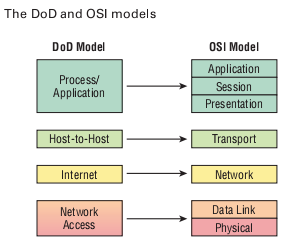 The DoD and OSI models
DoD Model
OSI Model
Process/
Application
Application
Session
Presentation
Host-to-Host
Transport
Internet
Network
Network
Access
Data Link
Physical